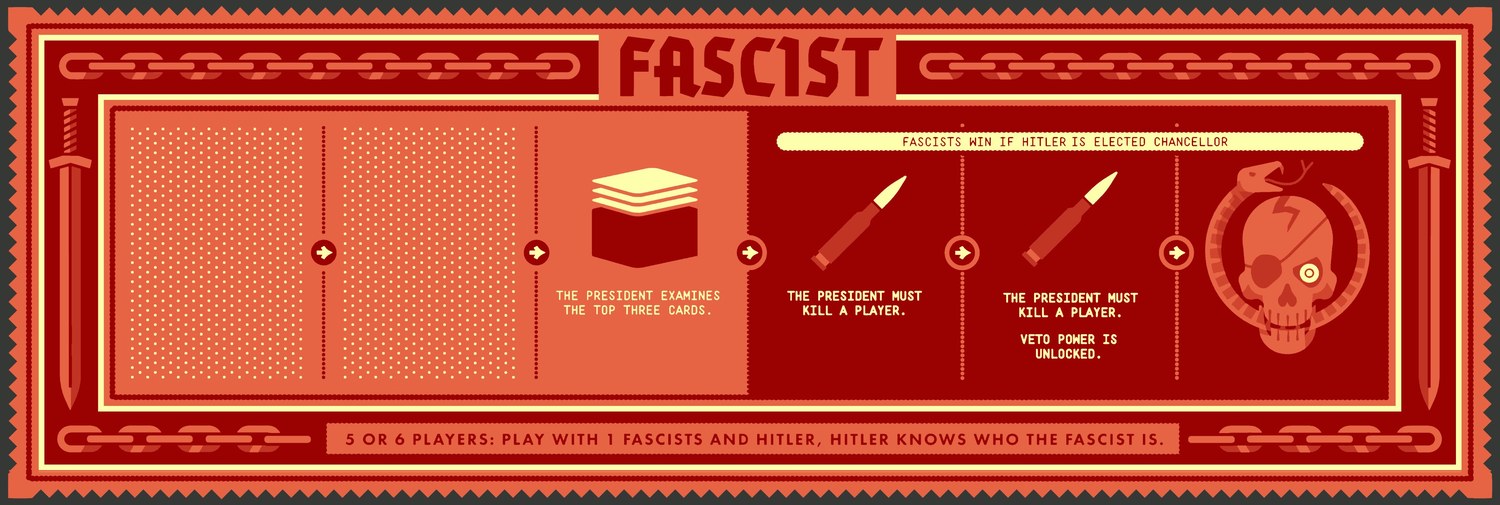 FASCIST
FASCISTS WIN IF HITLER IS ELECTED CHANCELLOR
THE PRESIDENT EXAMINES
THE TOP THREE CARDS.
THE PRESIDENT MUST
KILL A PLAYER.
THE PRESIDENT MUST
KILL A PLAYER.
VETO POWER IS
UNLOCKED.
5 OR 6 PLAYERS: PLAY WITH 1 FASCISTS AND HITLER, HITLER KNOWS WHO THE FASCIST IS.